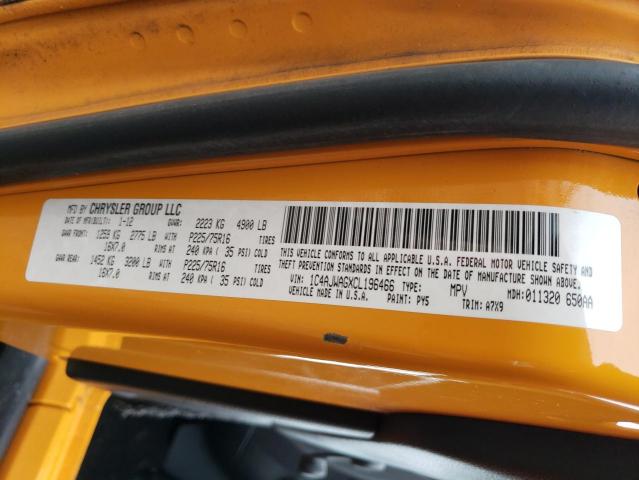 MFD BY CHRYSLER GROUP LLC
DATE OF MFR(BUILT): 1-12 GVWR: 2223 KG 4900 LB
GAWR FRONT: 1259 KG 2775 LB P225/75R16 TIRES
16X7.0 RIMS AT 240 KPA ( 35 PSI) COLD
GAWR REAR: 1452 KG 3200 LB P225/75R16 TIRES
16X7.0 RIMS AT 240 KPA ( 35 PSI) COLD
THIS VEHICLE CONFORMS TO ALL APPLICABLE U.S.A. FEDERAL MOTOR VEHICLE SAFETY AND
THEFT PREVENTION STANDARDS IN EFFECT ON THE DATE OF MANUFACTURE SHOWN ABOVE.
VIN: 1C4AJWAGXCL196466 TYPE: MPV MDH: 011320 650AA
MADE IN U.S.A. PAINT: PY5 TRIM: A7X9